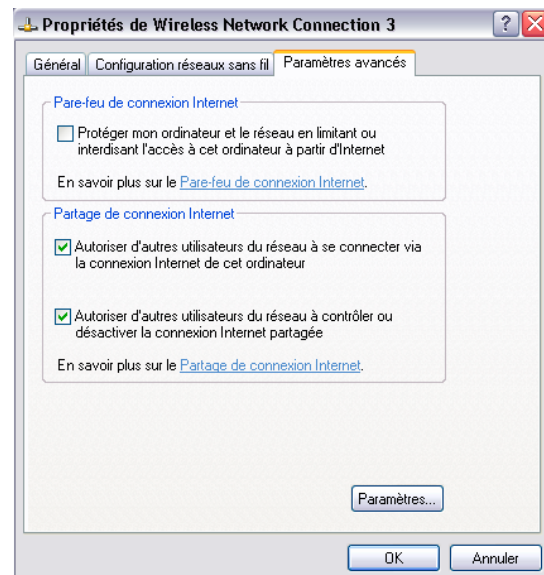 Propriétés de Wireless Network Connection 3
Général Configuration réseaux sans fil Paramètres avancés
Pare-feu de connexion Internet
Protéger mon ordinateur et le réseau en limitant ou
interdisant l'accès à cet ordinateur à partir d'Internet
En savoir plus sur le Pare-feu de connexion Internet.
Partage de connexion Internet
Autoriser d'autres utilisateurs du réseau à se connecter via
la connexion Internet de cet ordinateur
Autoriser d'autres utilisateurs du réseau à contrôler ou
désactiver la connexion Internet partagée
En savoir plus sur le Partage de connexion Internet.
Paramètres...
OK Annuler